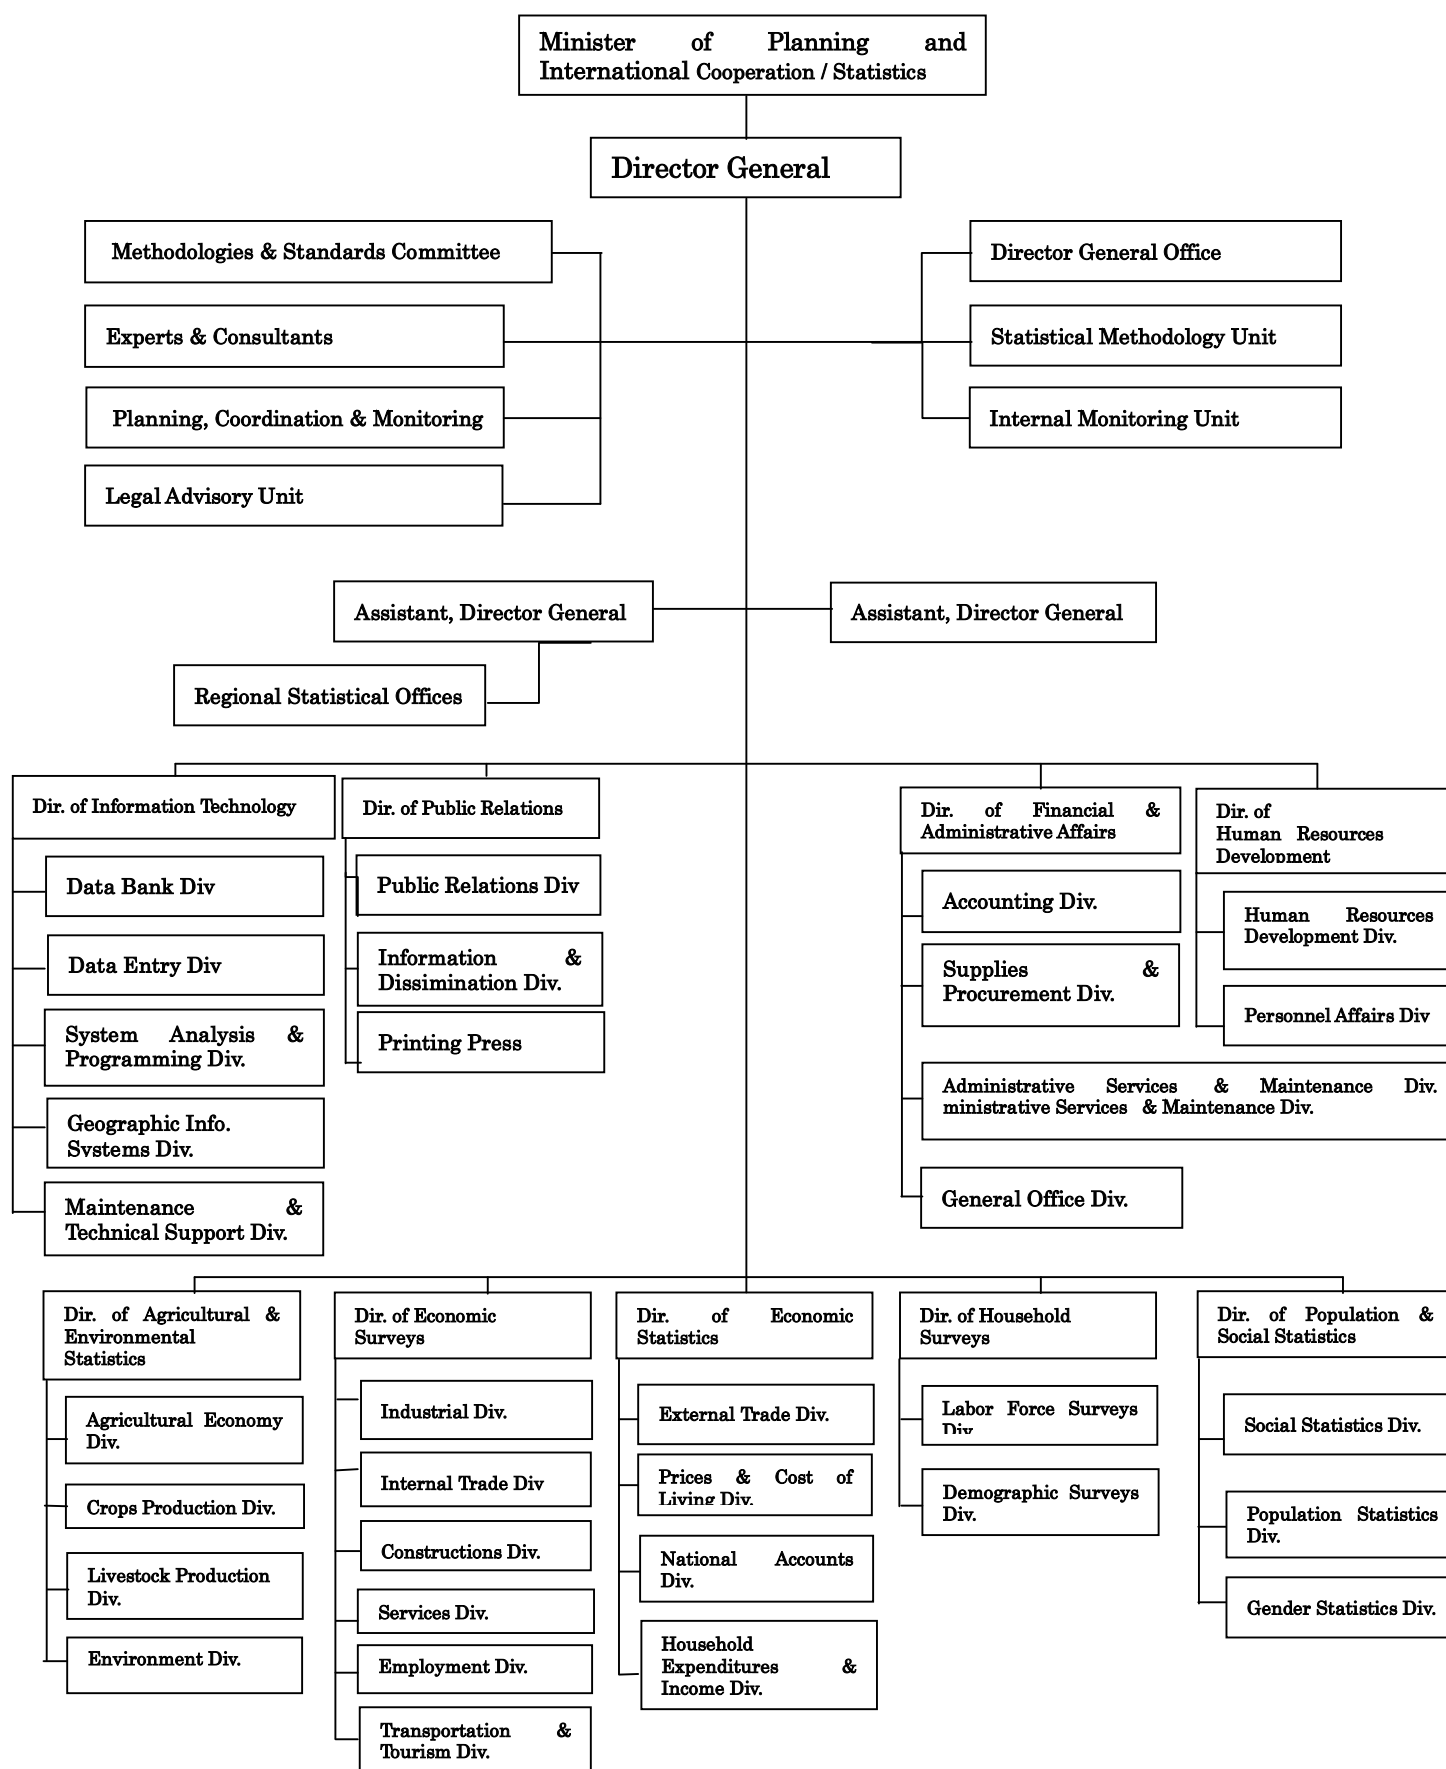 Minister of Planning and
International Cooperation / Statistics
Director General
Methodologies & Standards Committee
Director General Office
Experts & Consultants
Statistical Methodology Unit
Planning, Coordination & Monitoring
Internal Monitoring Unit
Legal Advisory Unit
Assistant, Director General
Assistant, Director General
Regional Statistical Offices
Dir. of Information Technology
Data Bank Div
Data Entry Div
System Analysis &
Programming Div.
Geographic Info.
Systems Div.
Maintenance &
Technical Support Div.
Dir. of Public Relations
Public Relations Div
Information &
Dissimination Div.
Printing Press
Dir. of Financial &
Administrative Affairs
Accounting Div.
Supplies &
Procurement Div.
Administrative Services & Maintenance Div.
ministrative Services & Maintenance Div.
General Office Div.
Dir. of
Human Resources
Development
Human Resources
Development Div.
Personnel Affairs Div
Dir. of Agricultural &
Environmental
Statistics
Agricultural Economy
Div.
Crops Production Div.
Livestock Production
Div.
Environment Div.
Dir. of Economic
Surveys
Industrial Div.
Internal Trade Div
Constructions Div.
Services Div.
Employment Div.
Transportation &
Tourism Div.
Dir. of Economic
Statistics
External Trade Div.
Prices & Cost of
Living Div.
National Accounts
Div.
Household
Expenditures &
Income Div.
Dir. of Household
Surveys
Labor Force Surveys
Div
Demographic Surveys
Div.
Dir. of Population &
Social Statistics
Social Statistics Div.
Population Statistics
Div.
Gender Statistics Div.